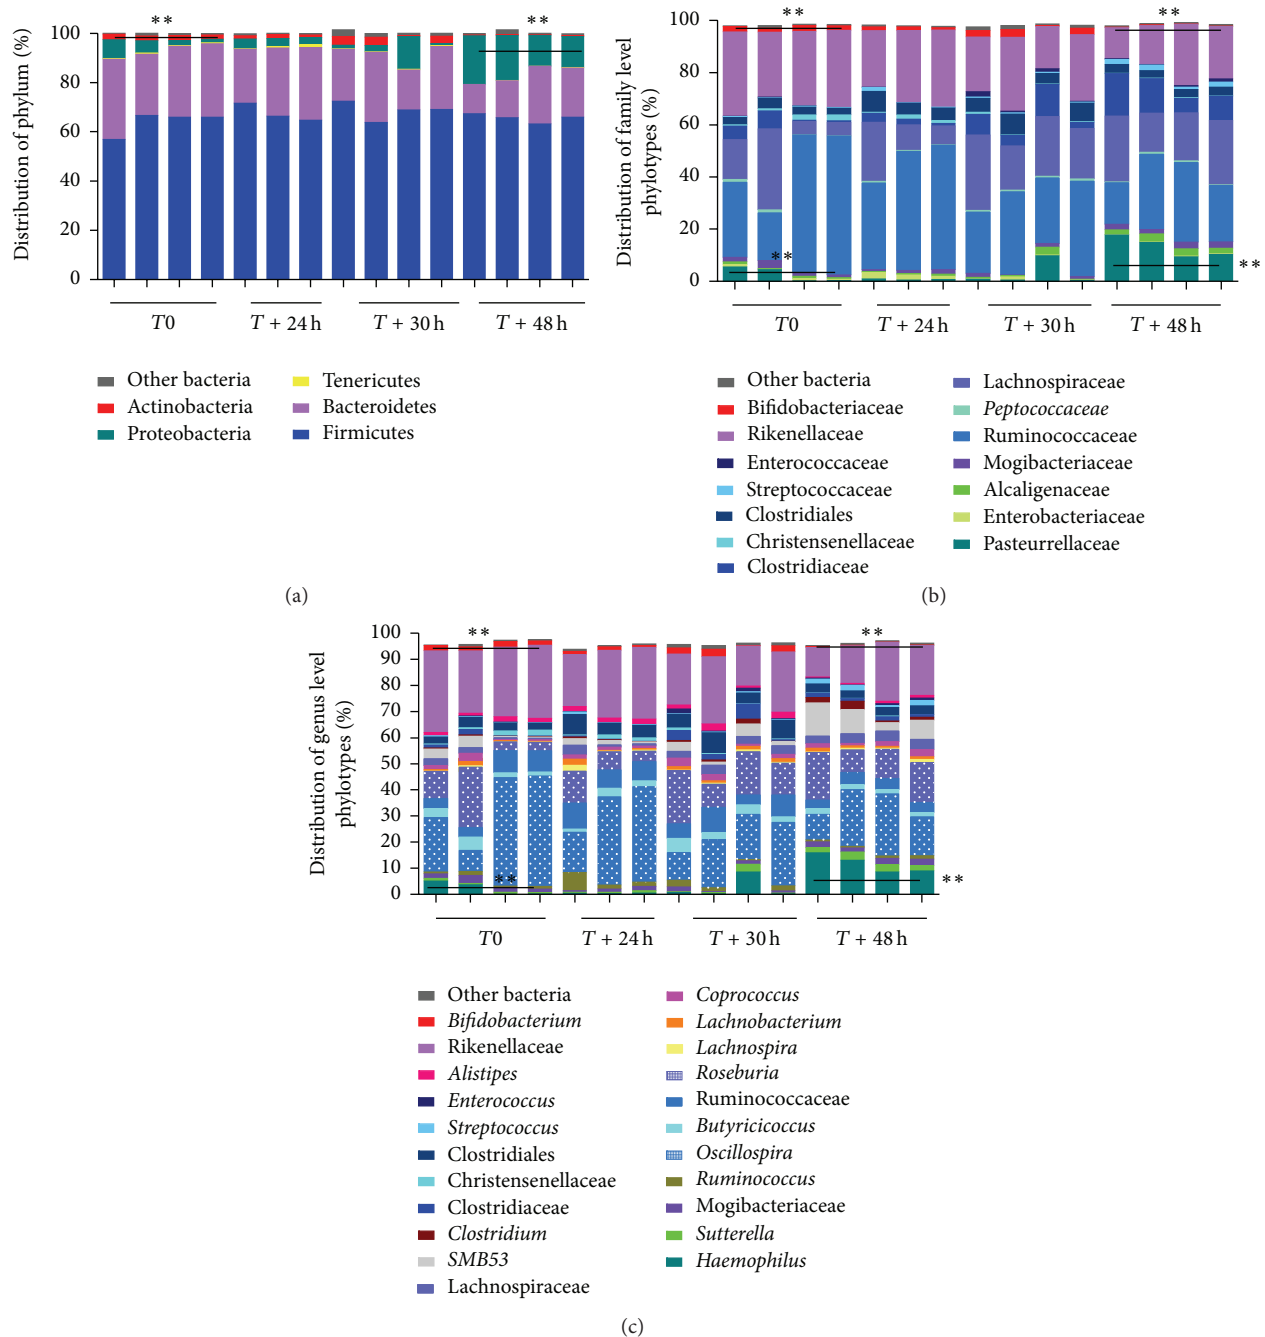 Distribution of phylum (%)
100
80
60
40
20
0
**
**
T0
T + 24 h
T + 30 h
T + 48 h
Other bacteria
Actinobacteria
Proteobacteria
Tenericutes
Bacteroidetes
Firmicutes
(a)
Distribution of family level
phylotypes (%)
100
80
60
40
20
0
**
**
**
**
T0
T + 24 h
T + 30 h
T + 48 h
Other bacteria
Bifidobacteriaceae
Rikenellaceae
Enterococcaceae
Streptococcaceae
Clostridiales
Christensenellaceae
Clostridiaceae
Lachnospiraceae
Peptococcaceae
Ruminococcaceae
Mogibacteriaceae
Alcaligenaceae
Enterobacteriaceae
Pasteurrellaceae
(b)
Distribution of genus level
phylotypes (%)
100
90
80
70
60
50
40
30
20
10
0
**
**
**
**
T0
T + 24 h
T + 30 h
T + 48 h
Other bacteria
Bifidobacterium
Rikenellaceae
Alistipes
Enterococcus
Streptococcus
Clostridiales
Christensenellaceae
Clostridiaceae
Clostridium
SMB53
Lachnospiraceae
Coprococcus
Lachnobacterium
Lachnospira
Roseburia
Ruminococcaceae
Butyricicoccus
Oscillospira
Ruminococcus
Mogibacteriaceae
Sutterella
Haemophilus
(c)